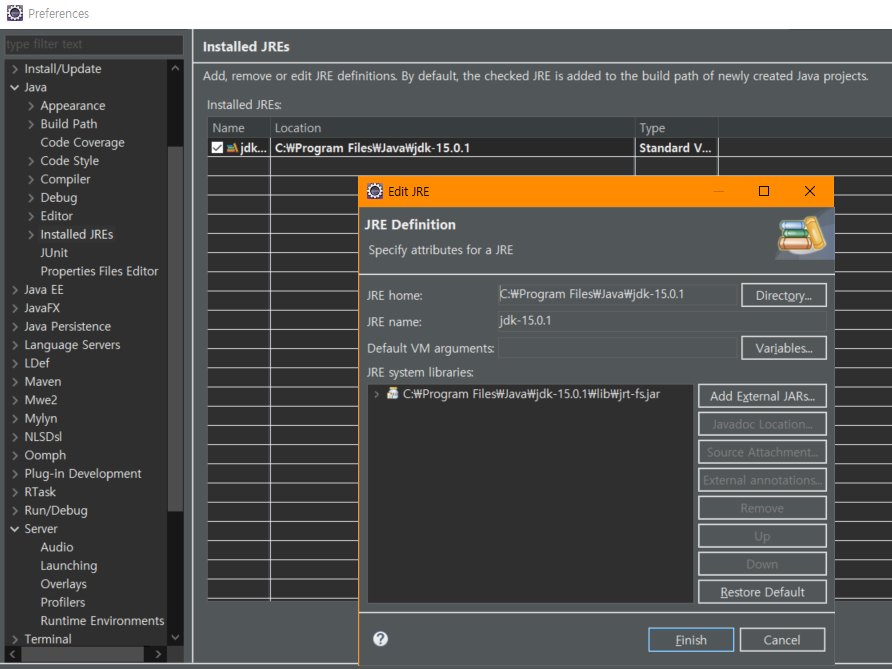 Preferences
type filter text
Install/Update
Java
Appearance
Build Path
Code Coverage
Code Style
Compiler
Debug
Editor
Installed JREs
JUnit
Properties Files Editor
Java EE
JavaFX
Java Persistence
Language Servers
LDef
Maven
Mwe2
Mylyn
NLSDsl
Oomph
Plug-in Development
RTask
Run/Debug
Server
Audio
Launching
Overlays
Profilers
Runtime Environments
Terminal
Installed JREs
Add, remove or edit JRE definitions. By default, the checked JRE is added to the build path of newly created Java projects.
Installed JREs:
Name Location Type
jdk... C:₩Program Files₩Java₩jdk-15.0.1 Standard V...
Edit JRE
JRE Definition
Specify attributes for a JRE
JRE home: C:₩Program Files₩Java₩jdk-15.0.1 Directory...
JRE name: jdk-15.0.1
Default VM arguments: Variables...
JRE system libraries:
C:₩Program Files₩Java₩jdk-15.0.1₩lib₩jrt-fs.jar
Add External JARs...
Javadoc Location...
Source Attachment...
External annotations...
Remove
Up
Down
Restore Default
Finish Cancel